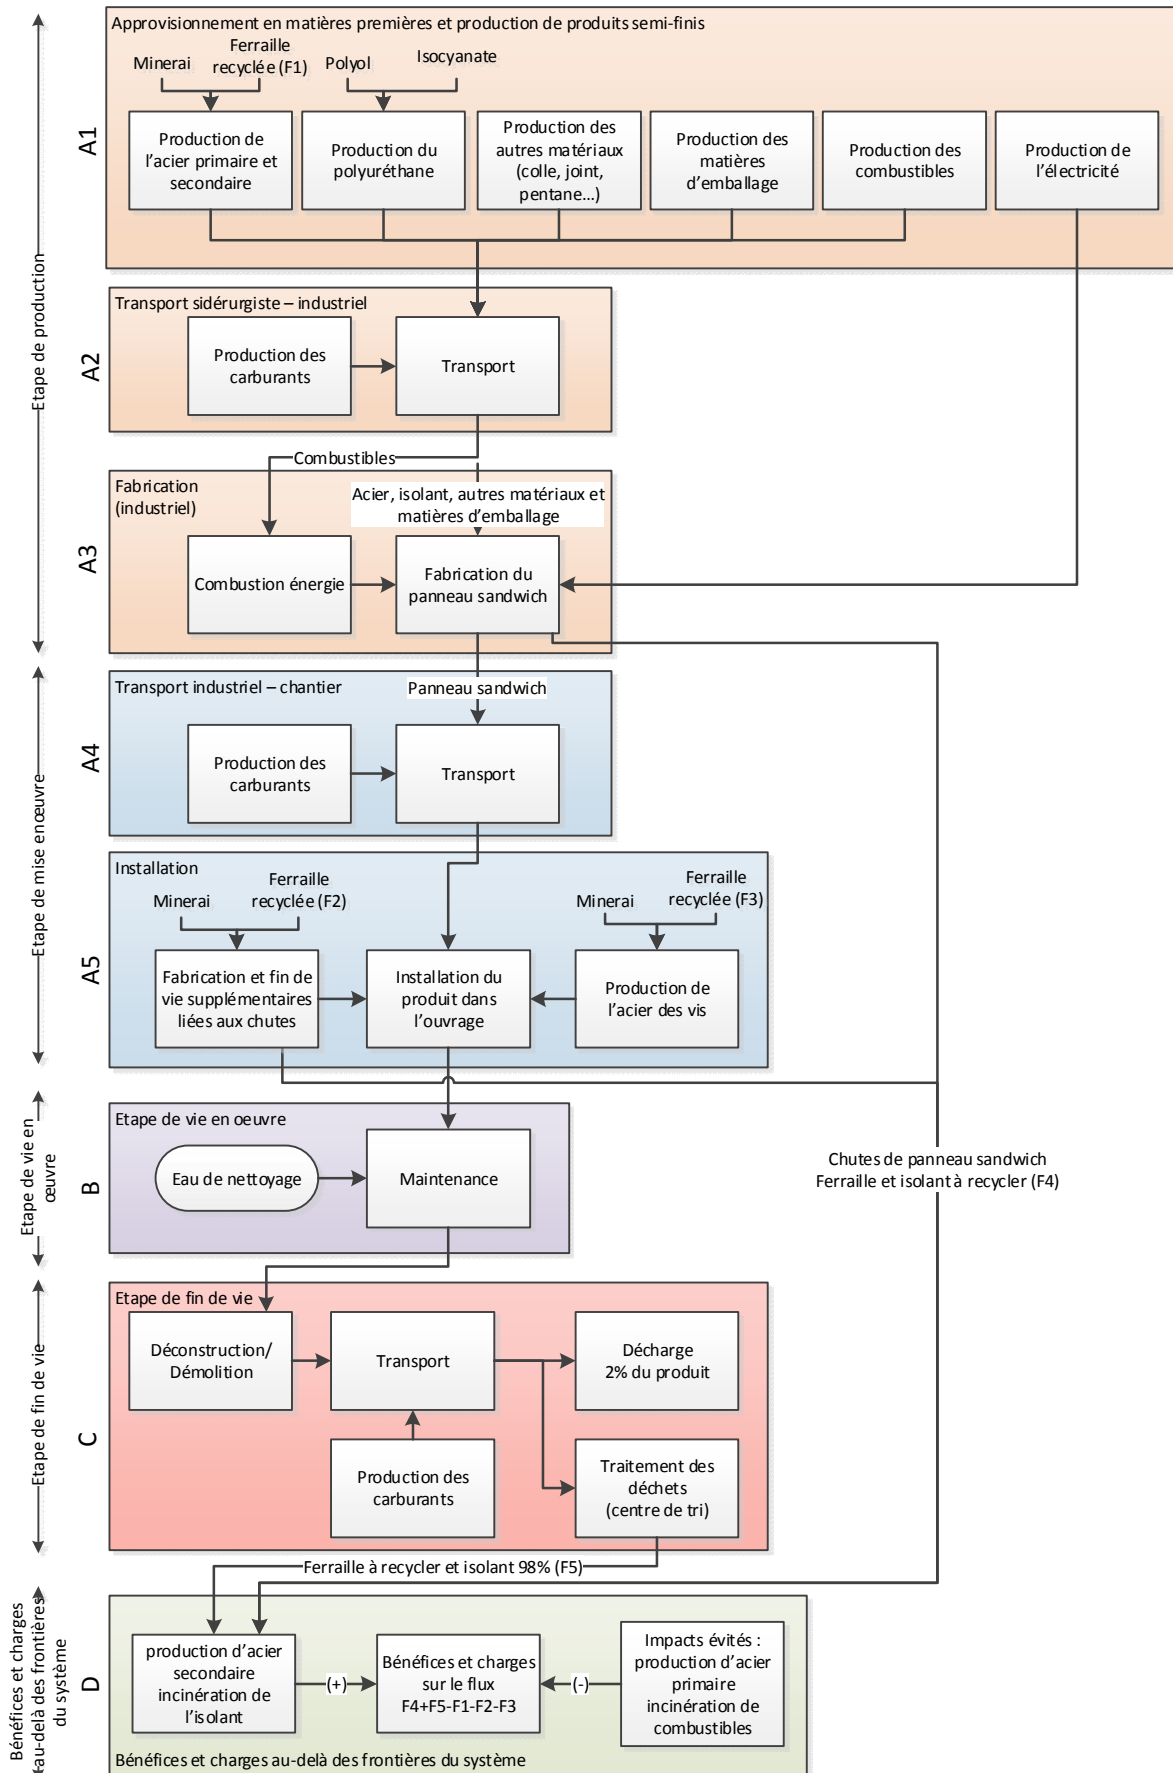 Approvisionnement en matières premières et production de produits semi-finis
Minerai
Ferraille
recyclée (F1)
Polyol
Isocyanate
Production de
l'acier primaire et
secondaire
Production du
polyuréthane
Production des
autres matériaux
(colle, joint,
pentane...)
Production des
matières
d'emballage
Production des
combustibles
Production de
l'électricité
A1
Etape de production
Transport sidérurgiste – industriel
Production des
carburants
Transport
A2
Combustibles
Fabrication
(industriel)
Acier, isolant, autres matériaux et
matières d'emballage
Combustion énergie
Fabrication du
panneau sandwich
A3
Transport industriel – chantier
Panneau sandwich
Production des
carburants
Transport
A4
Etape de mise en œuvre
Installation
Minerai
Ferraille
recyclée (F2)
Minerai
Ferraille
recyclée (F3)
Fabrication et fin de
vie supplémentaires
liées aux chutes
Installation du
produit dans
l'ouvrage
Production de
l'acier des vis
A5
Etape de vie en oeuvre
Eau de nettoyage
Maintenance
B
Etape de vie en
œuvre
Chutes de panneau sandwich
Ferraille et isolant à recycler (F4)
Etape de fin de vie
Déconstruction/
Démolition
Transport
Décharge
2% du produit
Production des
carburants
Traitement des
déchets
(centre de tri)
C
Etape de fin de vie
Ferraille à recycler et isolant 98% (F5)
production d'acier
secondaire
incinération de
l'isolant
(+)
Bénéfices et charges
sur le flux
F4+F5-F1-F2-F3
(-)
Impacts évités :
production d'acier
primaire
incinération de
combustibles
D
Bénéfices et charges
au-delà des frontières
du système
Bénéfices et charges au-delà des frontières du système